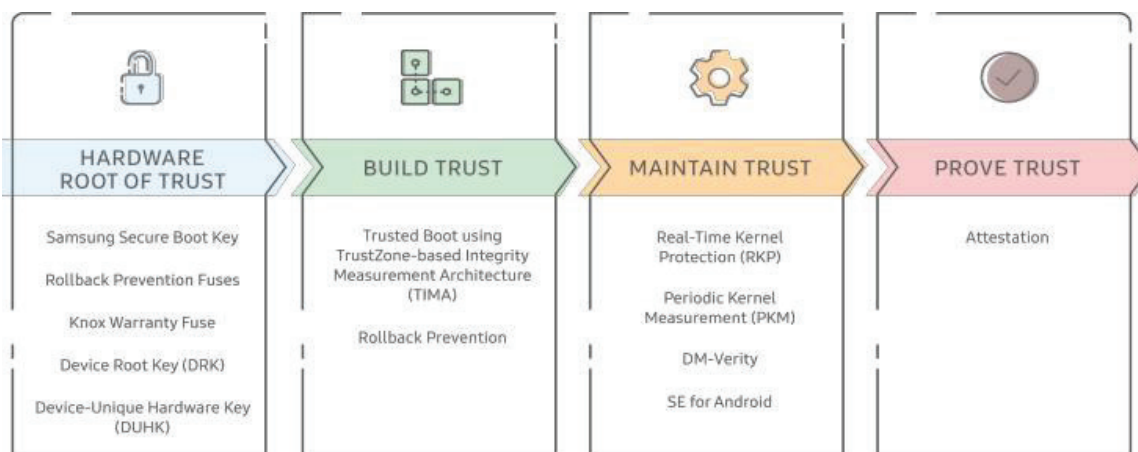 HARDWARE
ROOT OF TRUST
Samsung Secure Boot Key
Rollback Prevention Fuses
Knox Warranty Fuse
Device Root Key (DRK)
Device-Unique Hardware Key
(DUHK)
BUILD TRUST
Trusted Boot using
TrustZone-based Integrity
Measurement Architecture
(TIMA)
Rollback Prevention
MAINTAIN TRUST
Real-Time Kernel
Protection (RKP)
Periodic Kernel
Measurement (PKM)
DM-Verity
SE for Android
PROVE TRUST
Attestation